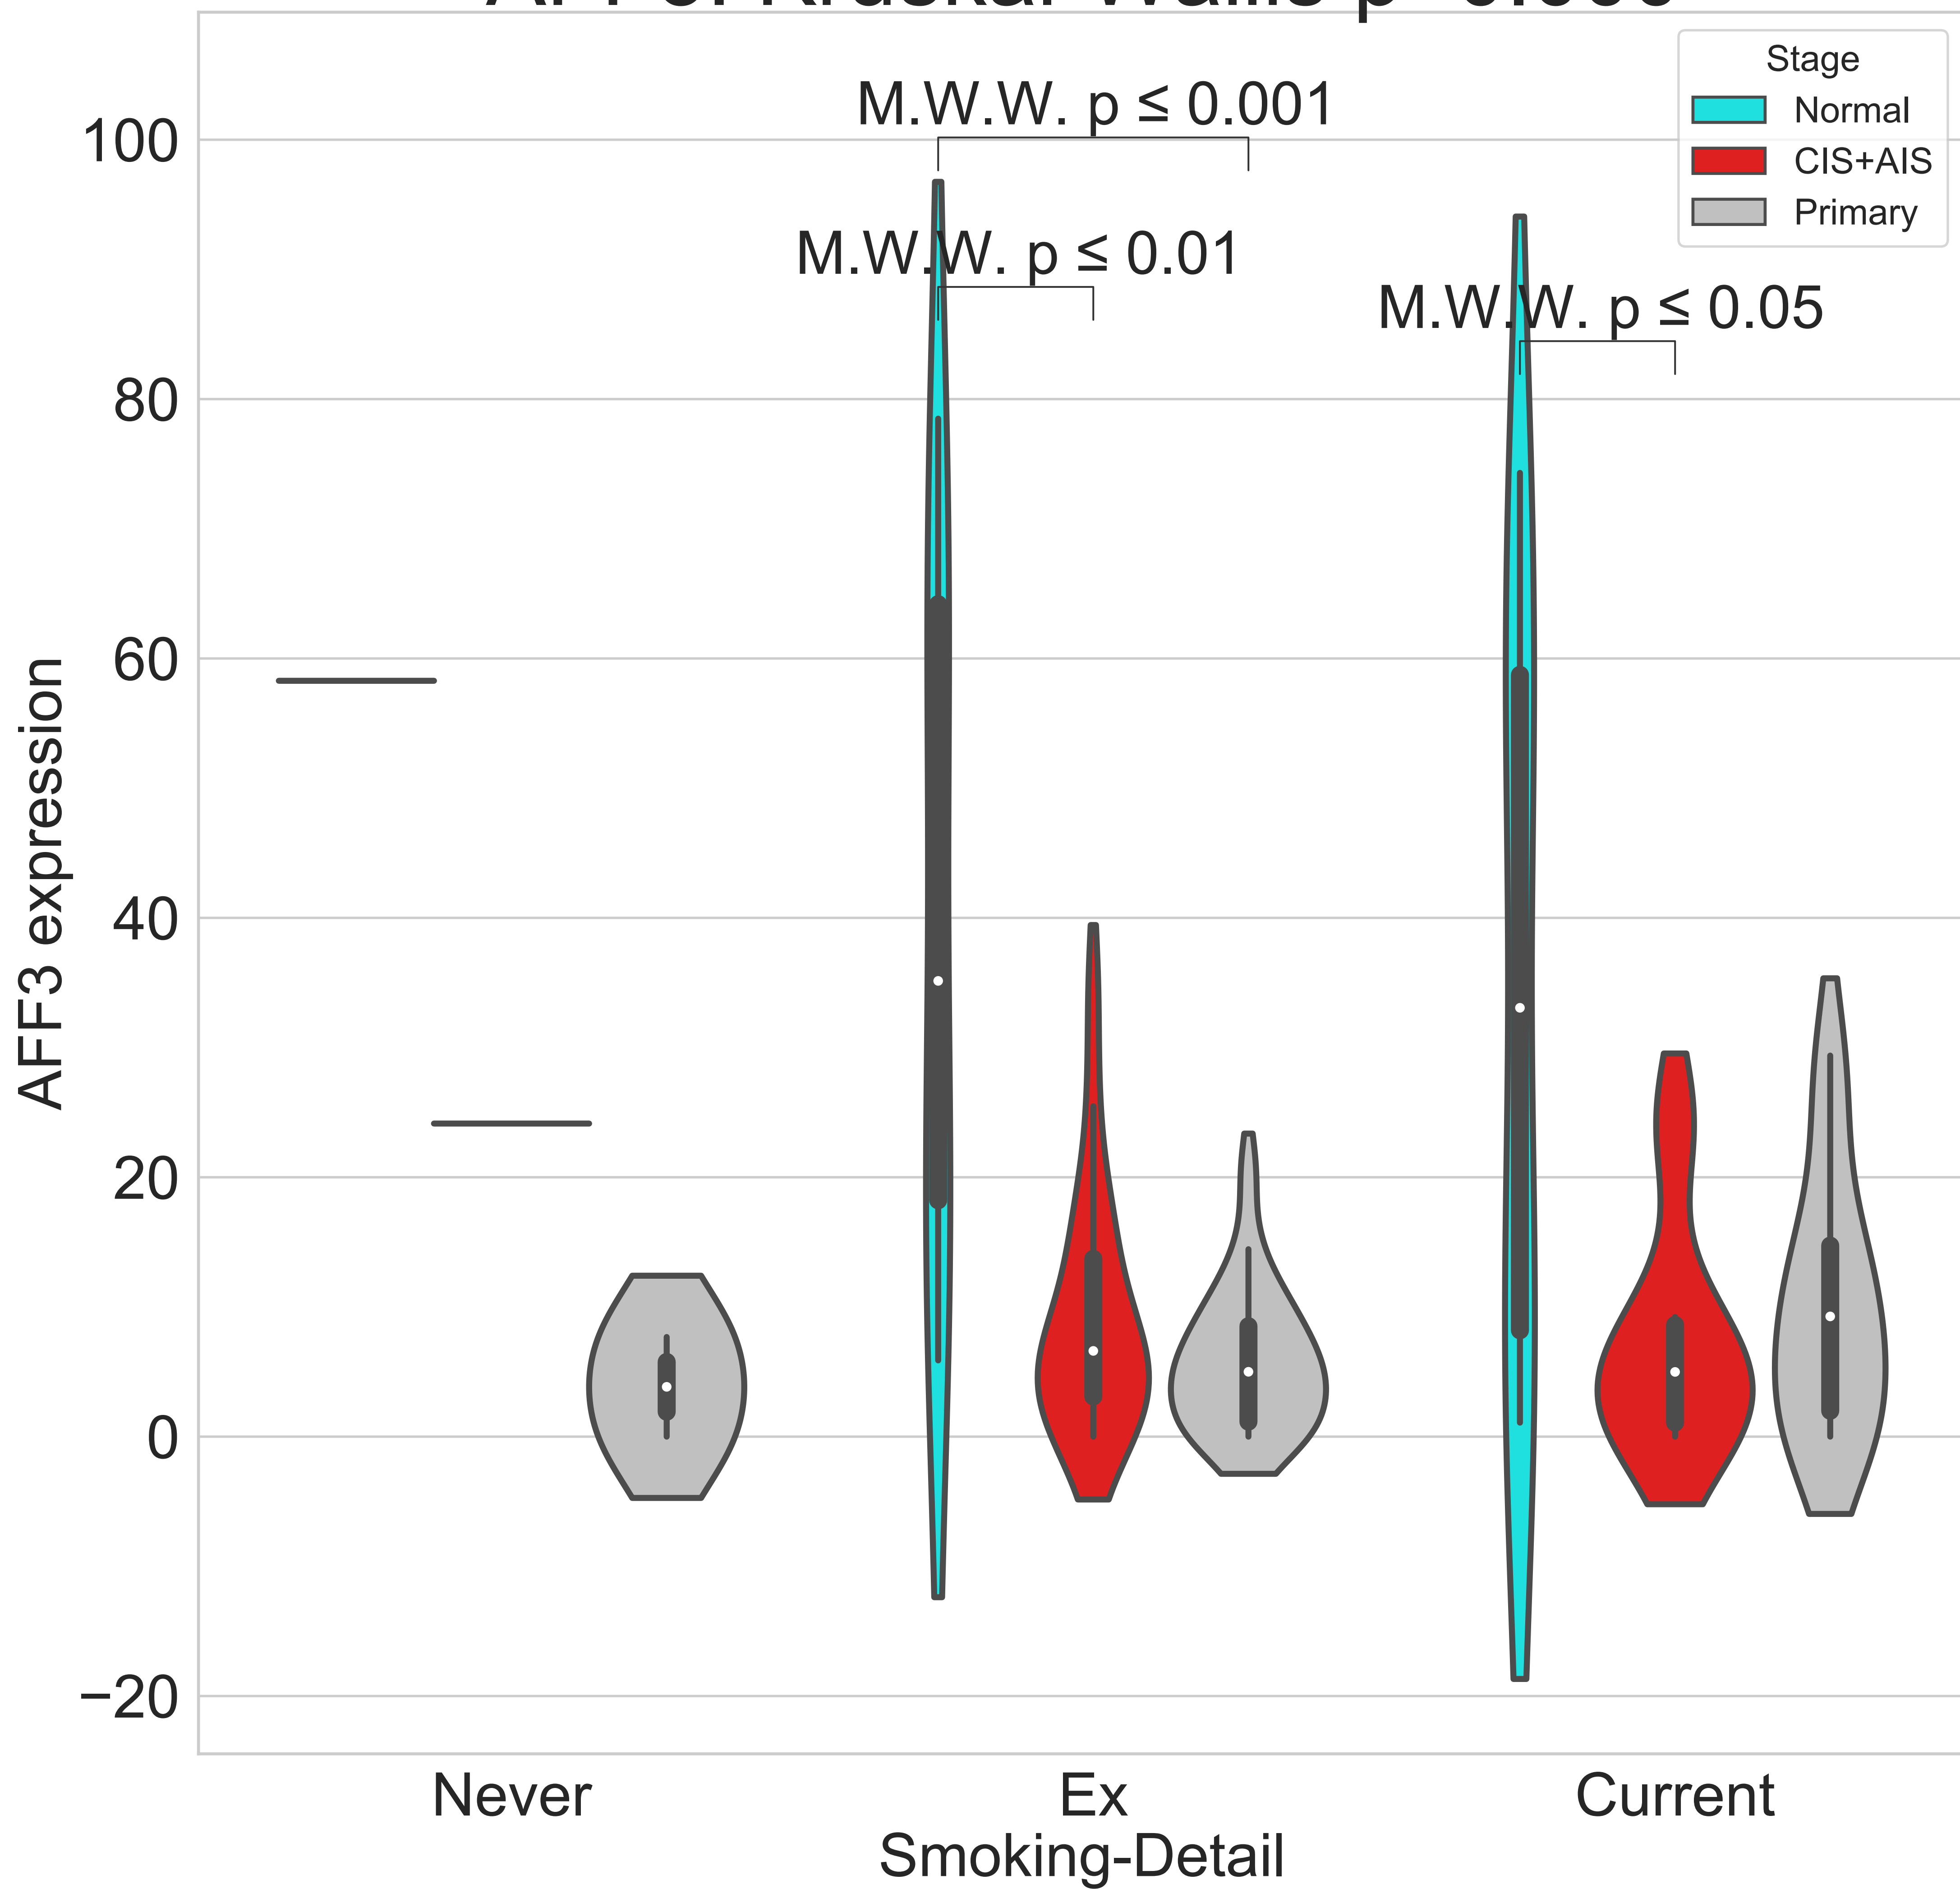 M.W.W. p ≤ 0.001
M.W.W. p ≤ 0.01
M.W.W. p ≤ 0.05
Stage
Normal
CIS+AIS
Primary
100
80
60
40
20
0
−20
AFF3 expression
Never
Ex
Current
Smoking-Detail